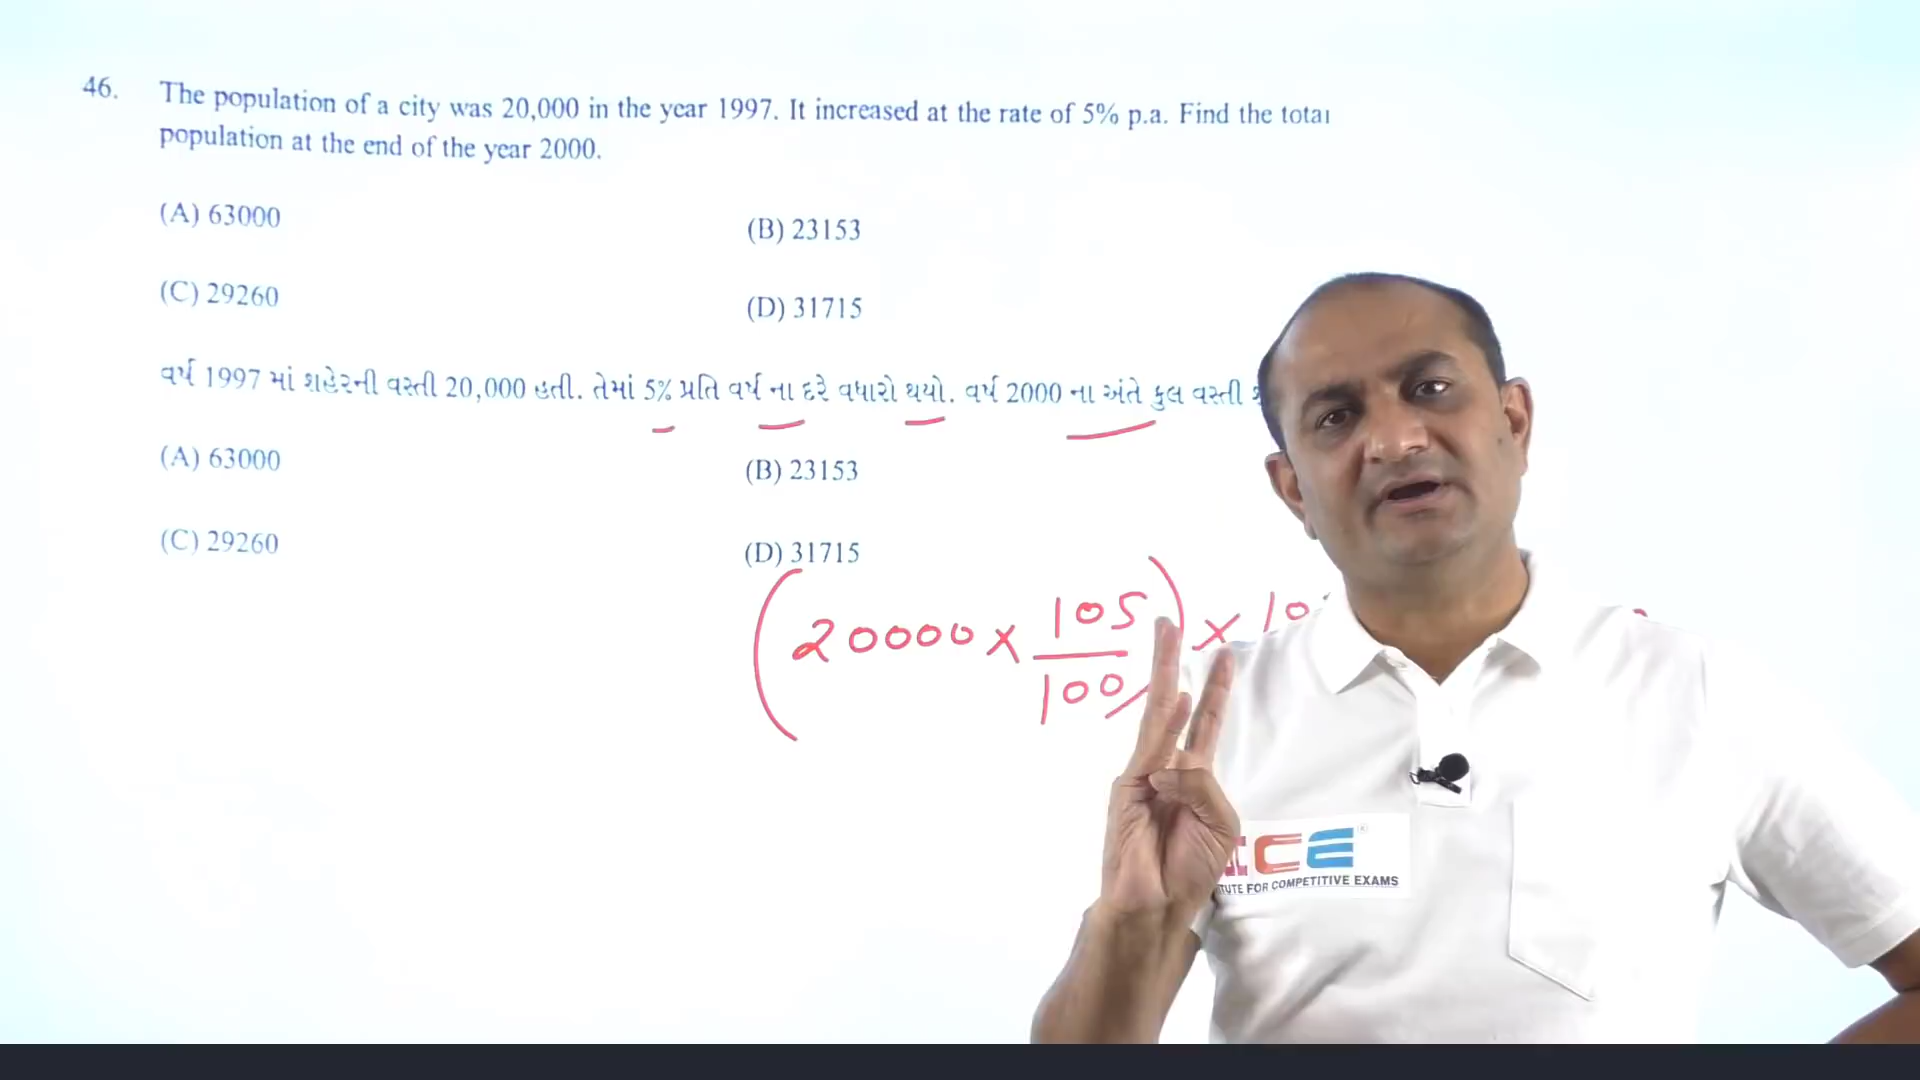 46. The population of a city was 20,000 in the year 1997. It increased at the rate of 5% p.a. Find the total
population at the end of the year 2000.
(A) 63000 (B) 23153
(C) 29260 (D) 31715
વર્ષ 1997 માં શહેરની વસ્તી 20,000 હતી. તેમાં 5% પ્રતિ વર્ષ ના દરે વધારો થયો. વર્ષ 2000 ના અંતે કુલ વસ્તી
(A) 63000 (B) 23153
(C) 29260 (D) 31715
(20000 × 105/100) × 10
ICE
TUTE FOR COMPETITIVE EXAMS